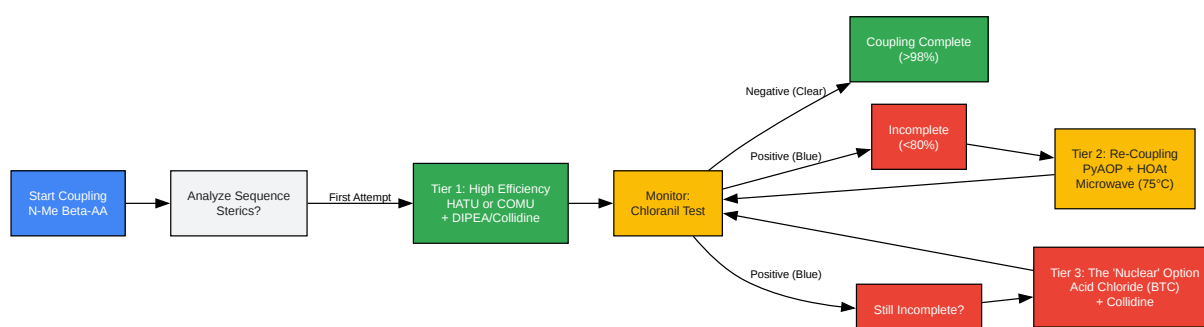 Start Coupling
N-Me Beta-AA
Analyze Sequence
Sterics?
First Attempt
Tier 1: High Efficiency
HATU or COMU
+ DIPEA/Collidine
Monitor:
Chloranil Test
Negative (Clear)
Coupling Complete
(>98%)
Positive (Blue)
Incomplete
(<80%)
Tier 2: Re-Coupling
PyAOP + HOAt
Microwave (75°C)
Positive (Blue)
Still Incomplete?
Tier 3: The 'Nuclear' Option
Acid Chloride (BTC)
+ Collidine